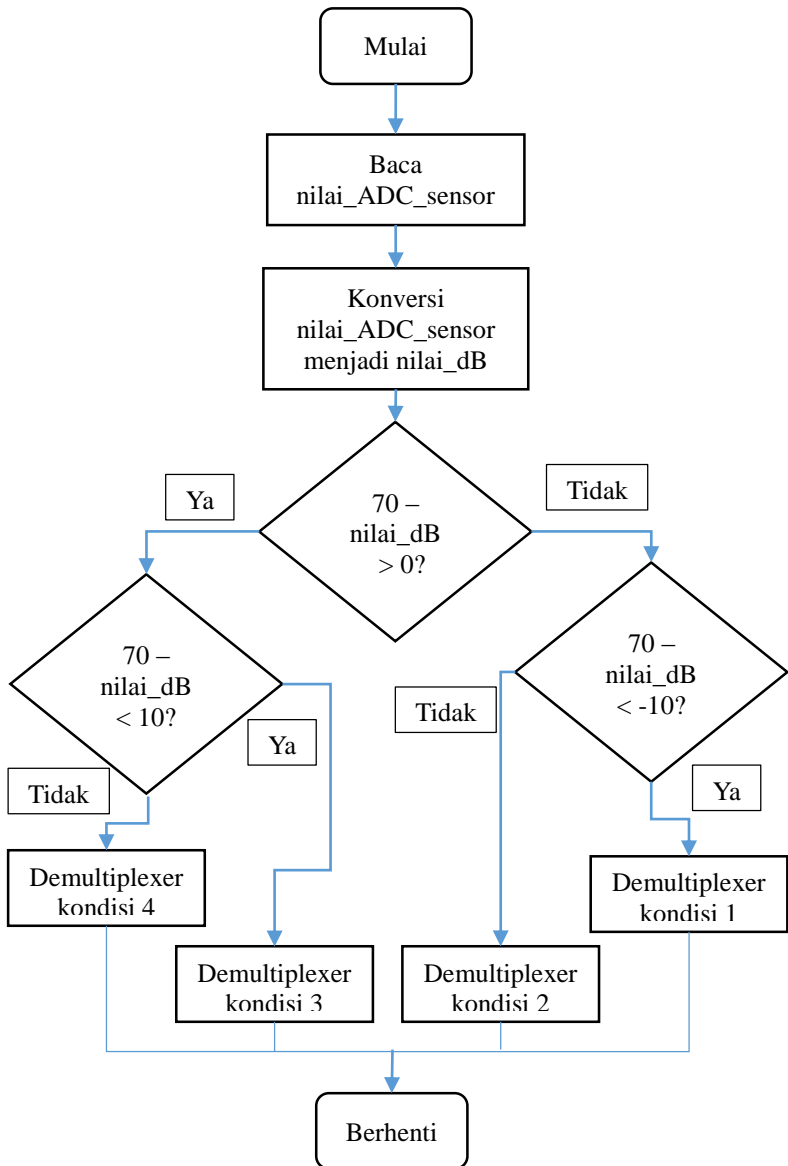 Mulai
Baca
nilai_ADC_sensor
Konversi
nilai_ADC_sensor
menjadi nilai_dB
Ya
70 –
nilai_dB
> 0?
Tidak
70 –
nilai_dB
< 10?
70 –
nilai_dB
< -10?
Tidak
Ya
Tidak
Ya
Demultiplexer
kondisi 4
Demultiplexer
kondisi 1
Demultiplexer
kondisi 3
Demultiplexer
kondisi 2
Berhenti